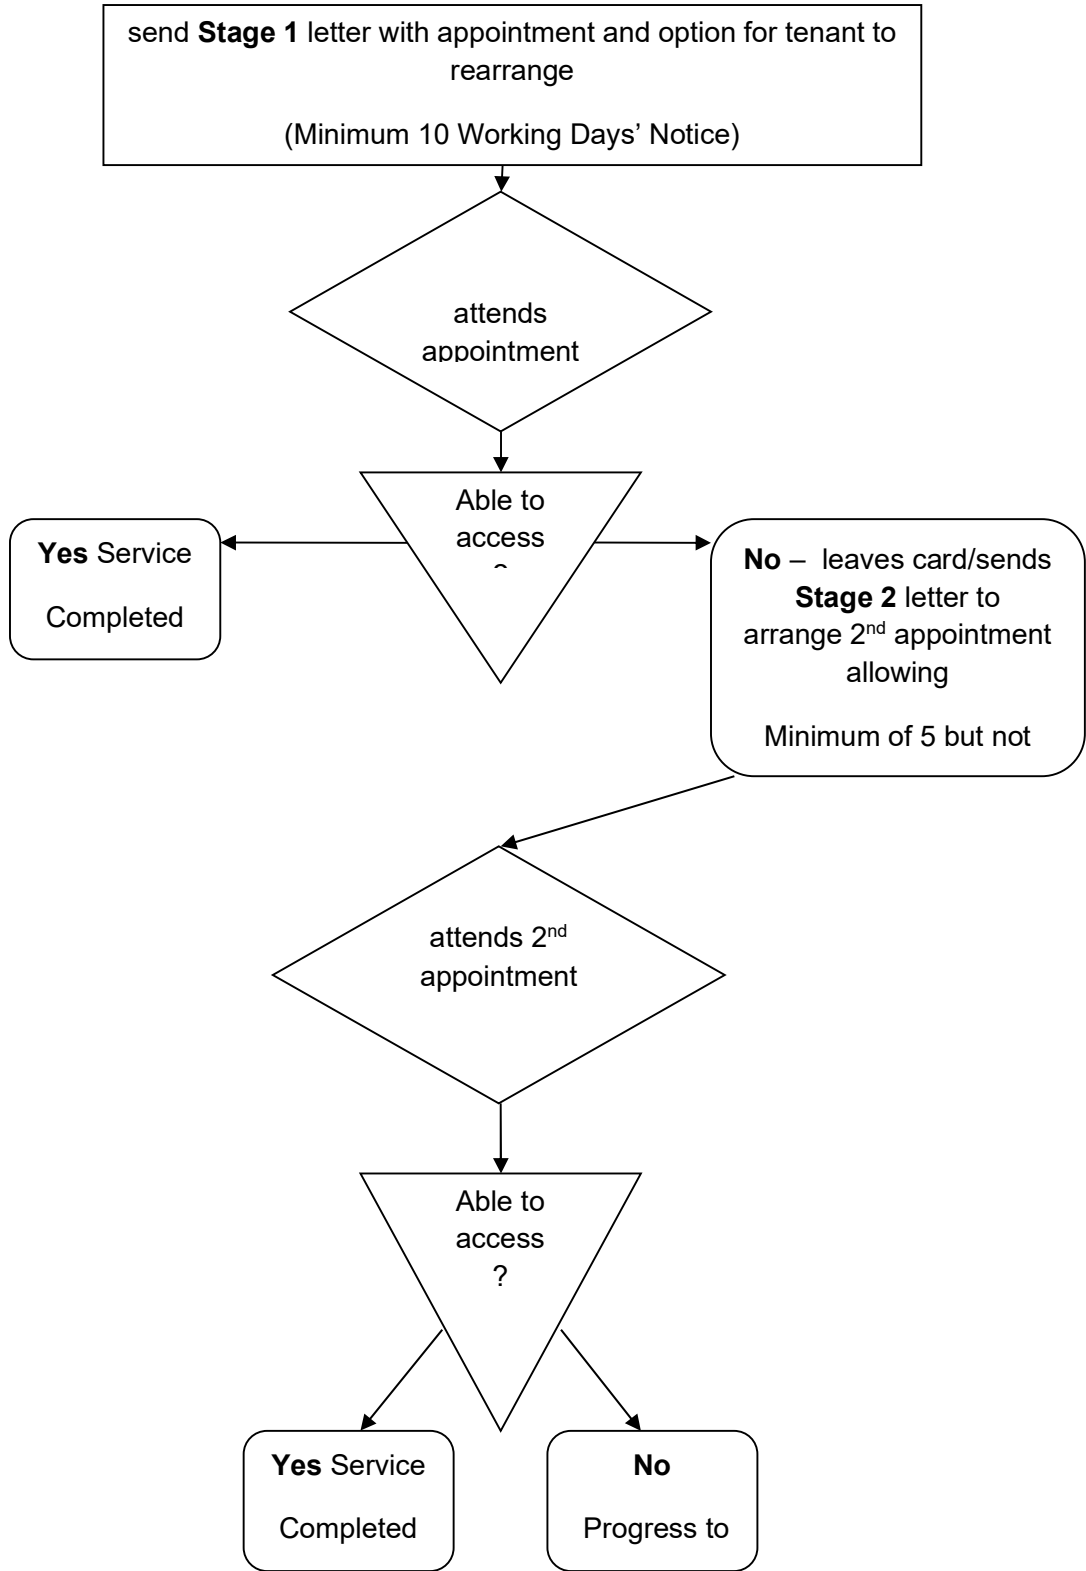 send Stage 1 letter with appointment and option for tenant to
rearrange
(Minimum 10 Working Days’ Notice)
attends
appointment
Able to
access
?
Yes Service
Completed
No – leaves card/sends
Stage 2 letter to
arrange 2nd appointment
allowing
Minimum of 5 but not
attends 2nd
appointment
Able to
access
?
Yes Service
Completed
No
Progress to